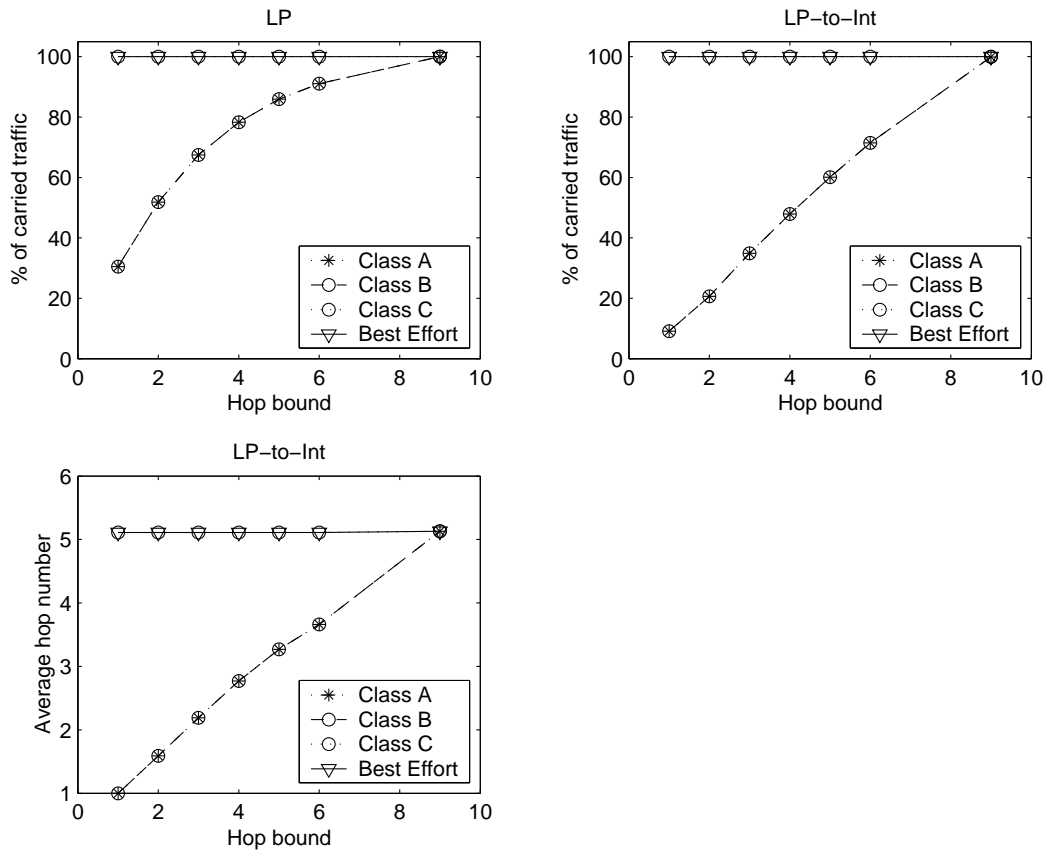 LP
% of carried traffic
100
80
60
40
20
0
0 2 4 6 8 10
Hop bound
Class A
Class B
Class C
Best Effort
LP−to−Int
% of carried traffic
100
80
60
40
20
0
0 2 4 6 8 10
Hop bound
Class A
Class B
Class C
Best Effort
LP−to−Int
Average hop number
6
5
4
3
2
1
0 2 4 6 8 10
Hop bound
Class A
Class B
Class C
Best Effort